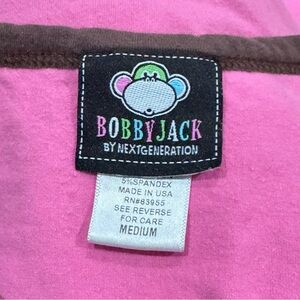 BOBBYJACK
BY NEXTGENERATION
5%SPANDEX
MADE IN USA
RN#83955
SEE REVERSE
FOR CARE
MEDIUM